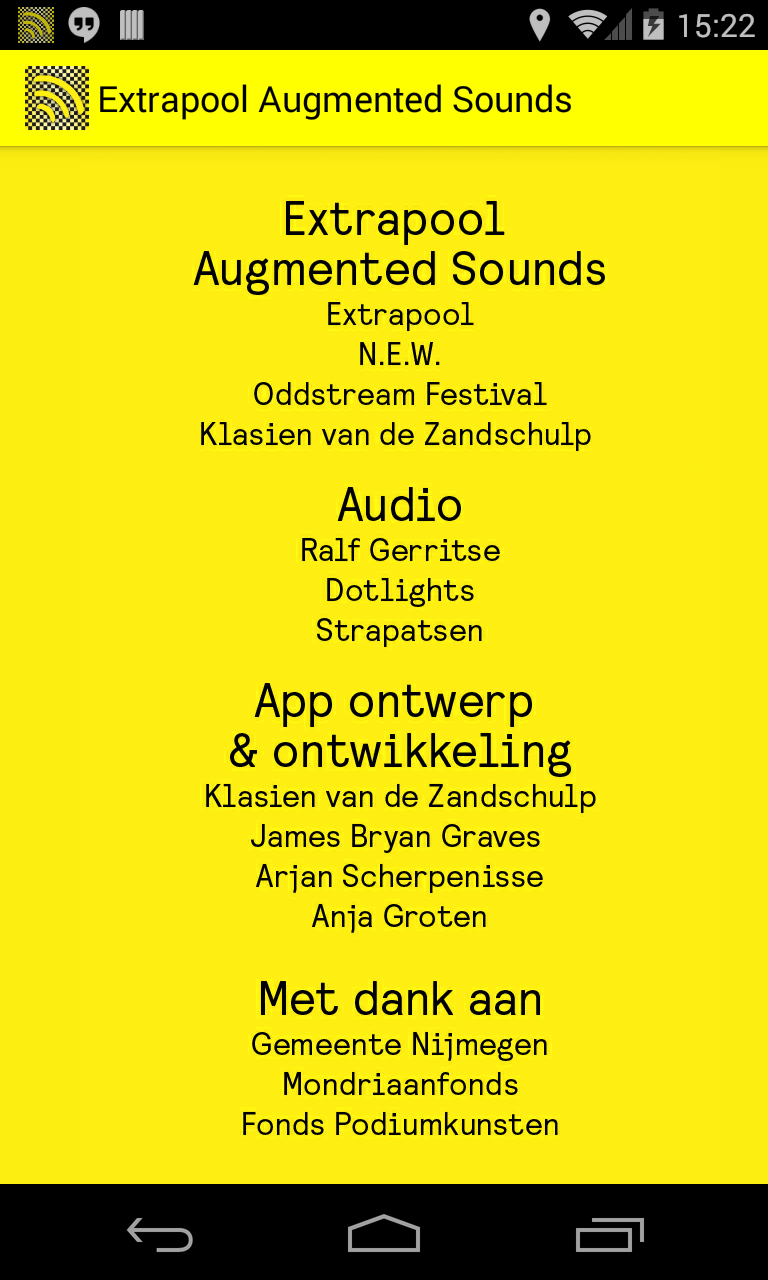 15:22
Extrapool Augmented Sounds
Extrapool
Augmented Sounds
Extrapool
N.E.W.
Oddstream Festival
Klasien van de Zandschulp
Audio
Ralf Gerritse
Dotlights
Strapatsen
App ontwerp
& ontwikkeling
Klasien van de Zandschulp
James Bryan Graves
Arjan Scherpenisse
Anja Groten
Met dank aan
Gemeente Nijmegen
Mondriaanfonds
Fonds Podiumkunsten